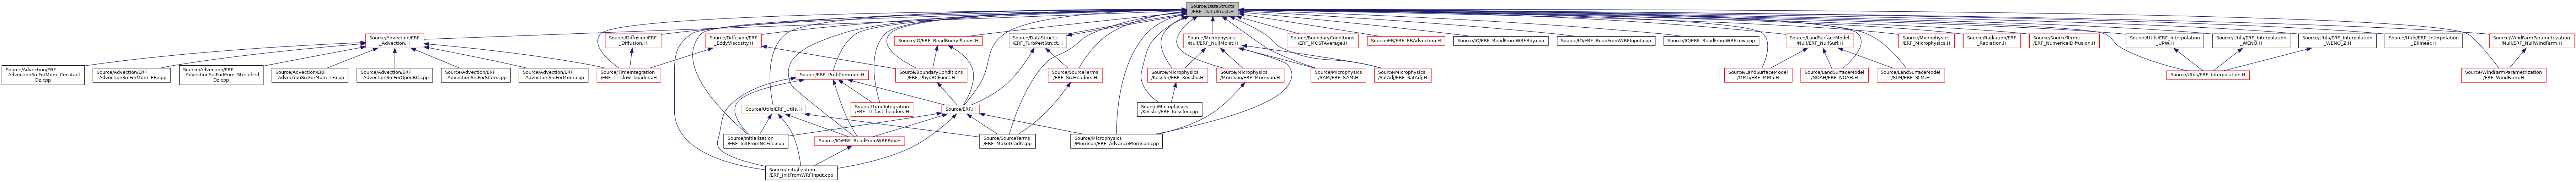 Source/DataStructs
/ERF_DataStruct.H
Source/Advection/ERF
_Advection.H
Source/Diffusion/ERF
_Diffusion.H
Source/Diffusion/ERF
_EddyViscosity.H
Source/IO/ERF_ReadBndryPlanes.H
Source/DataStructs
/ERF_TurbPertStruct.H
Source/Microphysics
/Null/ERF_NullMoist.H
Source/BoundaryConditions
/ERF_MOSTAverage.H
Source/EB/ERF_EBAdvection.H
Source/IO/ERF_ReadFromWRFBdy.cpp
Source/IO/ERF_ReadFromWRFInput.cpp
Source/IO/ERF_ReadFromWRFLow.cpp
Source/LandSurfaceModel
/Null/ERF_NullSurf.H
Source/Microphysics
/ERF_Microphysics.H
Source/Radiation/ERF
_Radiation.H
Source/SourceTerms
/ERF_NumericalDiffusion.H
Source/Utils/ERF_Interpolation
_UPW.H
Source/Utils/ERF_Interpolation
_WENO.H
Source/Utils/ERF_Interpolation
_WENO_Z.H
Source/Utils/ERF_Interpolation
_Bilinear.H
Source/WindFarmParametrization
/Null/ERF_NullWindFarm.H
Source/Advection/ERF
_AdvectionSrcForMom_Constant
Dz.cpp
Source/Advection/ERF
_AdvectionSrcForMom_EB.cpp
Source/Advection/ERF
_AdvectionSrcForMom_Stretched
Dz.cpp
Source/Advection/ERF
_AdvectionSrcForMom_TF.cpp
Source/Advection/ERF
_AdvectionSrcForOpenBC.cpp
Source/Advection/ERF
_AdvectionSrcForState.cpp
Source/Advection/ERF
_AdvectionSrcForMom.cpp
Source/TimeIntegration
/ERF_TI_slow_headers.H
Source/ERF_ProbCommon.H
Source/BoundaryConditions
/ERF_PhysBCFunct.H
Source/SourceTerms
/ERF_SrcHeaders.H
Source/Microphysics
/Kessler/ERF_Kessler.H
Source/Microphysics
/Morrison/ERF_Morrison.H
Source/Microphysics
/SAM/ERF_SAM.H
Source/Microphysics
/SatAdj/ERF_SatAdj.H
Source/LandSurfaceModel
/MM5/ERF_MM5.H
Source/LandSurfaceModel
/NOAH/ERF_NOAH.H
Source/LandSurfaceModel
/SLM/ERF_SLM.H
Source/Utils/ERF_Interpolation.H
Source/WindFarmParametrization
/ERF_WindFarm.H
Source/Utils/ERF_Utils.H
Source/TimeIntegration
/ERF_TI_fast_headers.H
Source/ERF.H
Source/Microphysics
/Kessler/ERF_Kessler.cpp
Source/Initialization
/ERF_InitFromNCFile.cpp
Source/IO/ERF_ReadFromWRFBdy.H
Source/SourceTerms
/ERF_MakeGradP.cpp
Source/Microphysics
/Morrison/ERF_AdvanceMorrison.cpp
Source/Initialization
/ERF_InitFromWRFInput.cpp